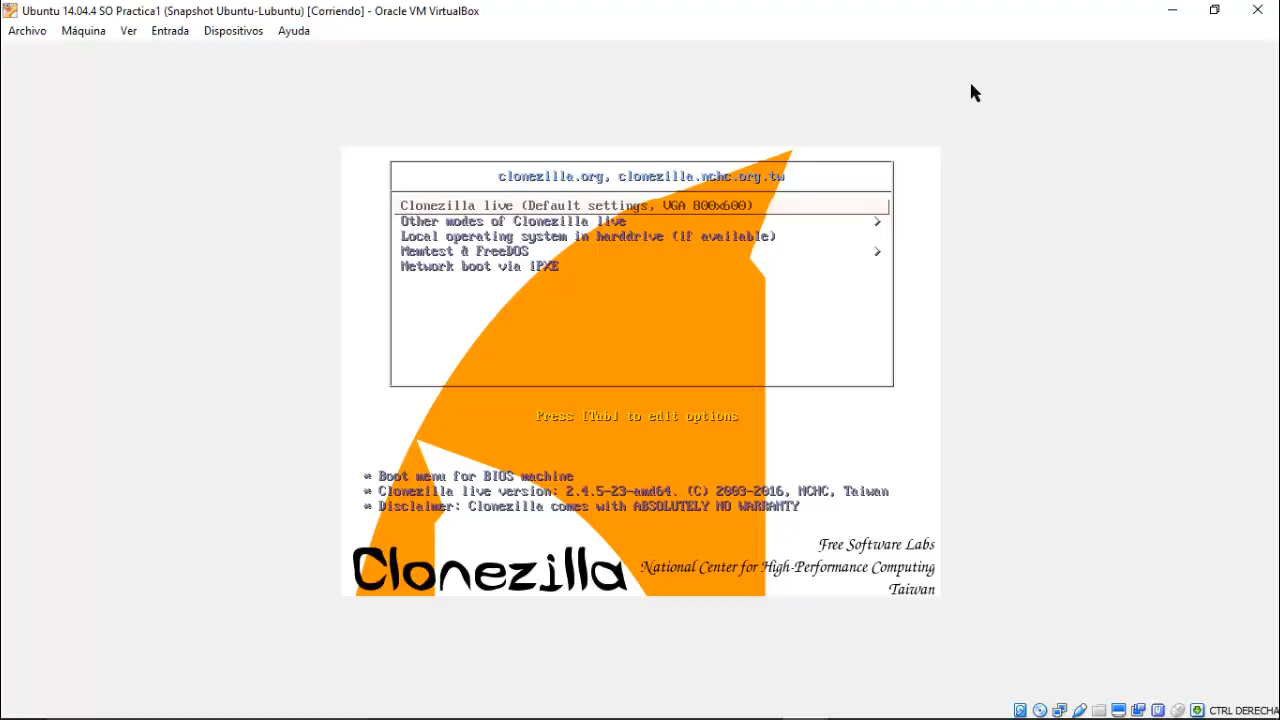 Ubuntu 14.04.4 SO Practica1 (Snapshot Ubuntu-Lubuntu) [Corriendo] - Oracle VM VirtualBox
Archivo Máquina Ver Entrada Dispositivos Ayuda
clonezilla.org, clonezilla.nchc.org.tw
Clonezilla live (Default settings, VGA 800x600)
Other modes of Clonezilla live >
Local operating system in harddrive (if available)
Memtest & FreeDOS >
Network boot via iPXE
Press [Tab] to edit options
* Boot menu for BIOS machine
* Clonezilla live version: 2.4.5-23-amd64. (C) 2003-2016, NCHC, Taiwan
* Disclaimer: Clonezilla comes with ABSOLUTELY NO WARRANTY
Free Software Labs
Clonezilla National Center for High-Performance Computing
Taiwan
CTRL DERECHA